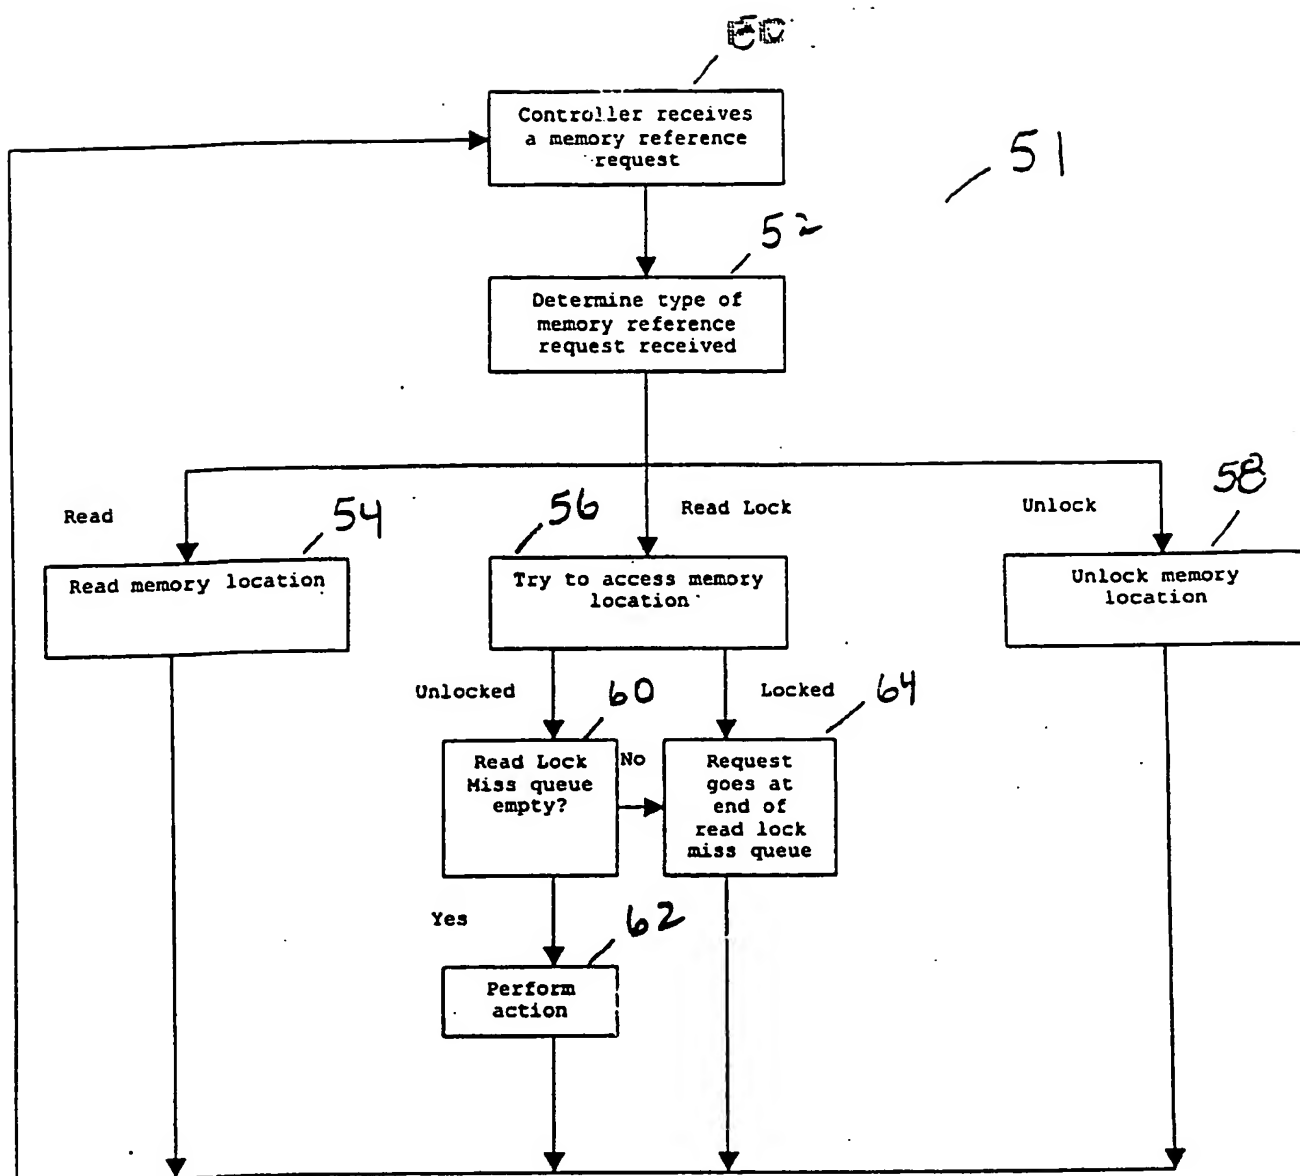 Controller receives
a memory reference
request
51
52
Determine type of
memory reference
request received
Read
54
56
Read Lock
Unlock
58
Read memory location
Try to access memory
location
Unlock memory
location
Unlocked
60
Locked
64
Read Lock
Miss queue
empty?
No
Request
goes at
end of
read lock
miss queue
Yes
62
Perform
action